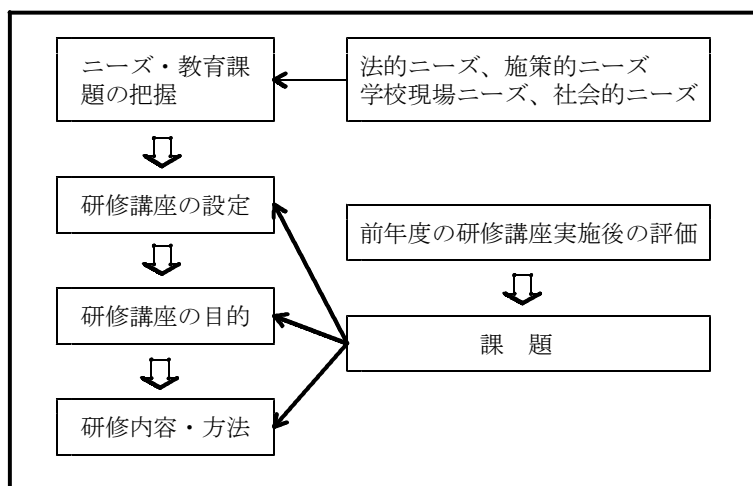 ニーズ・教育課
題の把握
法的ニーズ、施策的ニーズ
学校現場ニーズ、社会的ニーズ
研修講座の設定
前年度の研修講座実施後の評価
研修講座の目的
課　題
研修内容・方法